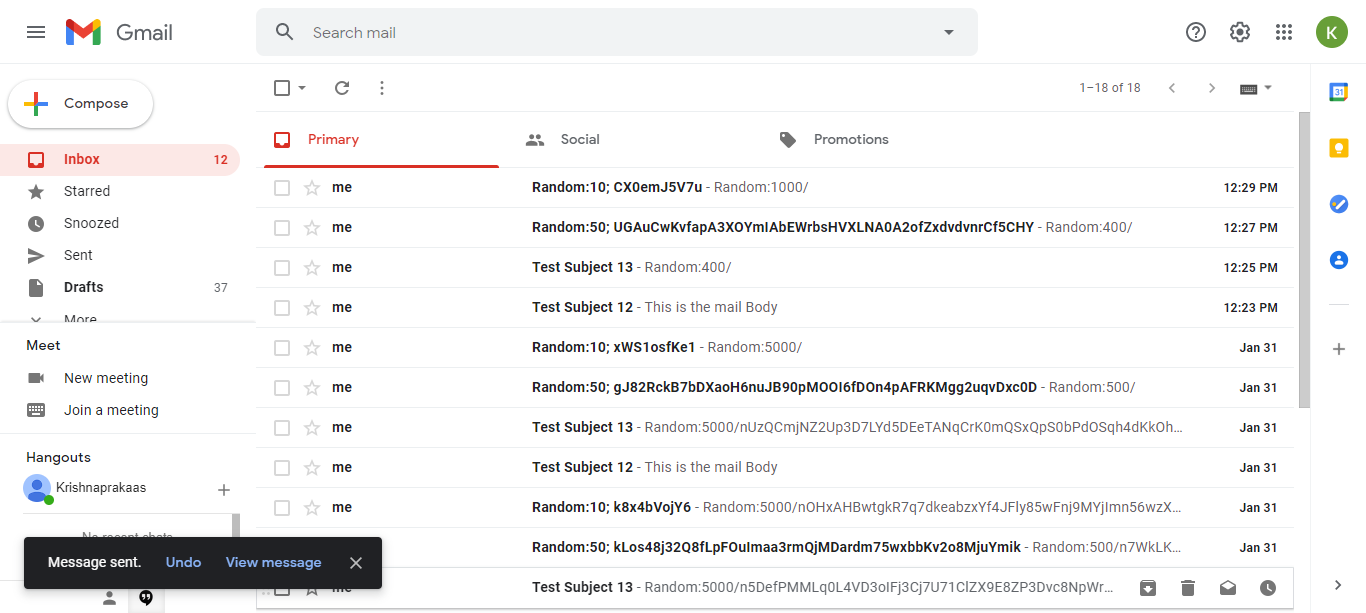 Gmail
Search mail
K
Compose
1–18 of 18
31
Inbox 12
Starred
Snoozed
Sent
Drafts 37
More
Meet
New meeting
Join a meeting
Hangouts
Krishnaprakaas
No recent chats
Message sent. Undo View message
Primary Social Promotions
me Random:10; CX0emJ5V7u - Random:1000/ 12:29 PM
me Random:50; UGAuCwKvfapA3XOYmIAbEWrbsHVXLNA0A2ofZxdvdvnrCf5CHY - Random:400/ 12:27 PM
me Test Subject 13 - Random:400/ 12:25 PM
me Test Subject 12 - This is the mail Body 12:23 PM
me Random:10; xWS1osfKe1 - Random:5000/ Jan 31
me Random:50; gJ82RckB7bDXaoH6nuJB90pMOOI6fDOn4pAFRKMgg2uqvDxc0D - Random:500/ Jan 31
me Test Subject 13 - Random:5000/nUzQCmjNZ2Up3D7LYd5DEeTANqCrK0mQSxQpS0bPdOSqh4dKkOh... Jan 31
me Test Subject 12 - This is the mail Body Jan 31
me Random:10; k8x4bVojY6 - Random:5000/nOHxAHBwtgkR7q7dkeabzxYf4JFly85wFnj9MYjImn56wzX... Jan 31
Random:50; kLos48j32Q8fLpFOuImaa3rmQjMDardm75wxbbKv2o8MjuYmik - Random:500/n7WkLK... Jan 31
me Test Subject 13 - Random:5000/n5DefPMMLq0L4VD3oIFj3Cj7U71ClZX9E8ZP3Dvc8NpWr...